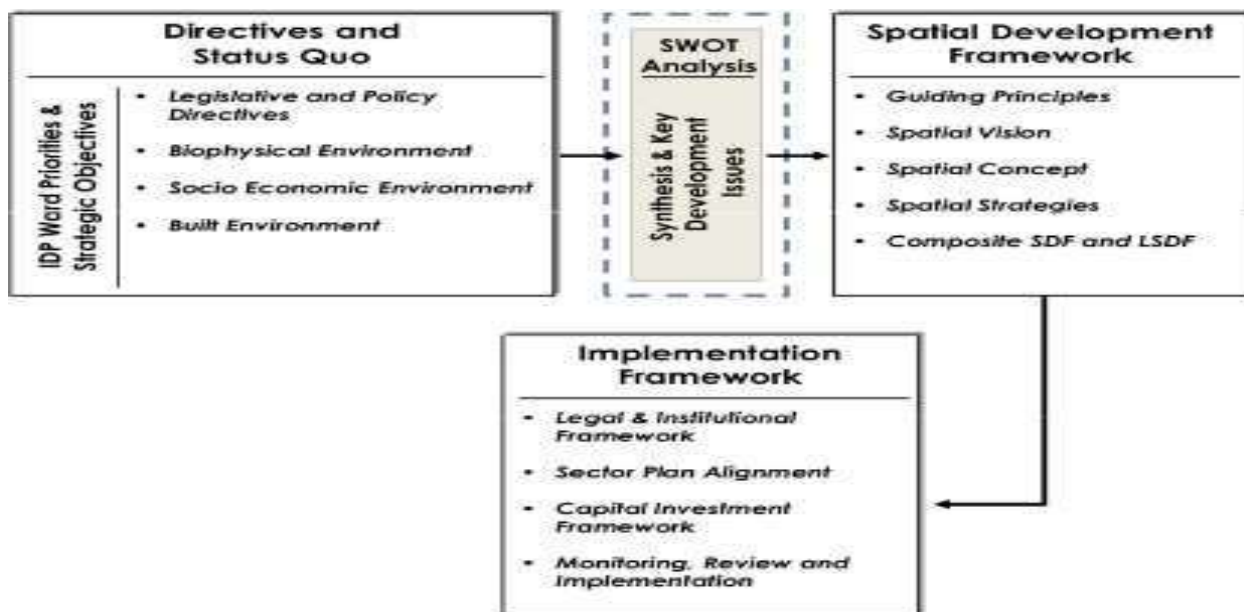 Directives and
Status Quo
IDP Ward Priorities &
Strategic Objectives
• Legislative and Policy
Directives
• Biophysical Environment
• Socio Economic Environment
• Built Environment
SWOT
Analysis
Synthesis & Key
Development
Issues
Spatial Development
Framework
• Guiding Principles
• Spatial Vision
• Spatial Concept
• Spatial Strategies
• Composite SDF and LSDF
Implementation
Framework
• Legal & Institutional
Framework
• Sector Plan Alignment
• Capital Investment
Framework
• Monitoring, Review and
Implementation